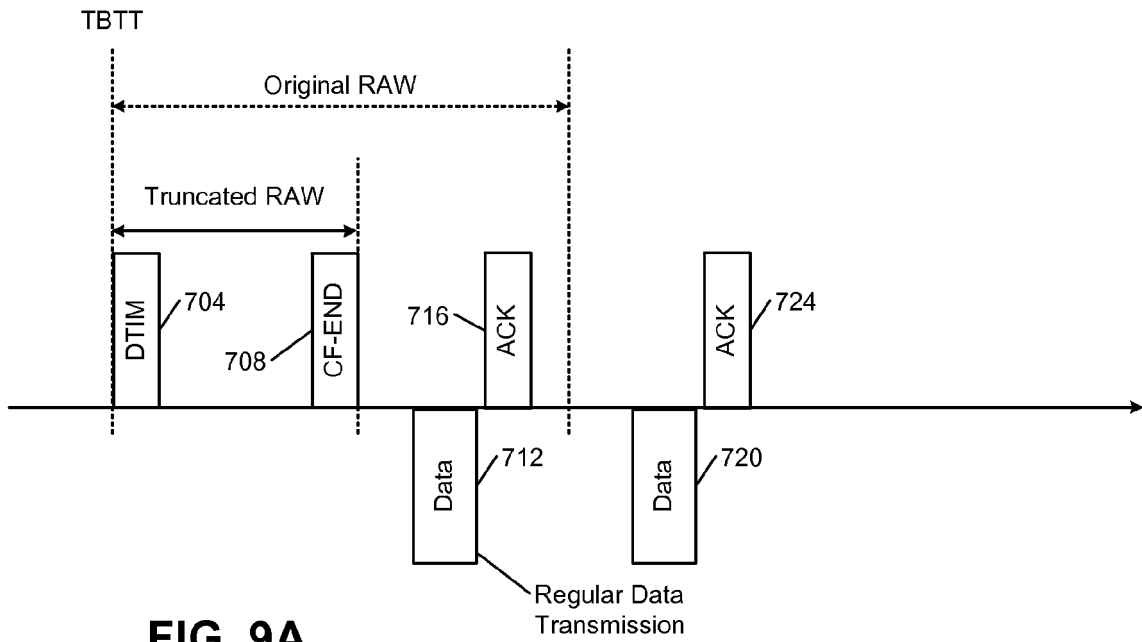 TBTT
Original RAW
Truncated RAW
DTIM
704
708
CF-END
716
ACK
ACK
724
Data
712
Data
720
Regular Data
Transmission
FIG. 9A